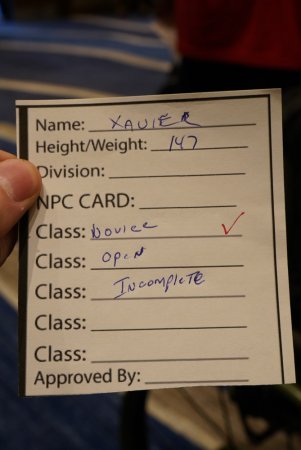 Name: XAVIER
Height/Weight: 147
Division:
NPC CARD:
Class: Novice
Class: Open
Class: Incomplete
Class:
Class:
Approved By: